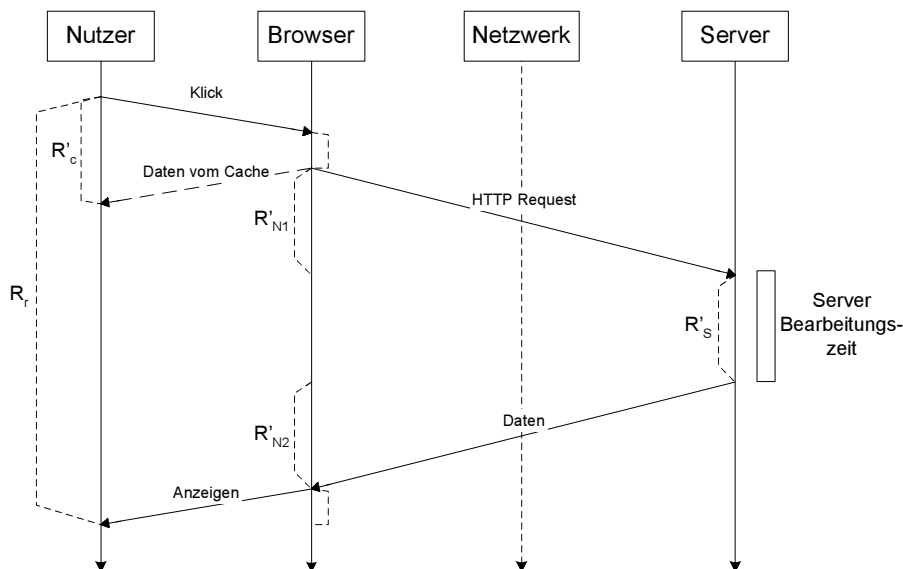 Nutzer
Browser
Netzwerk
Server
Klick
R'c
Daten vom Cache
HTTP Request
R'N1
Rr
R'S
Server
Bearbeitungs-
zeit
Daten
R'N2
Anzeigen